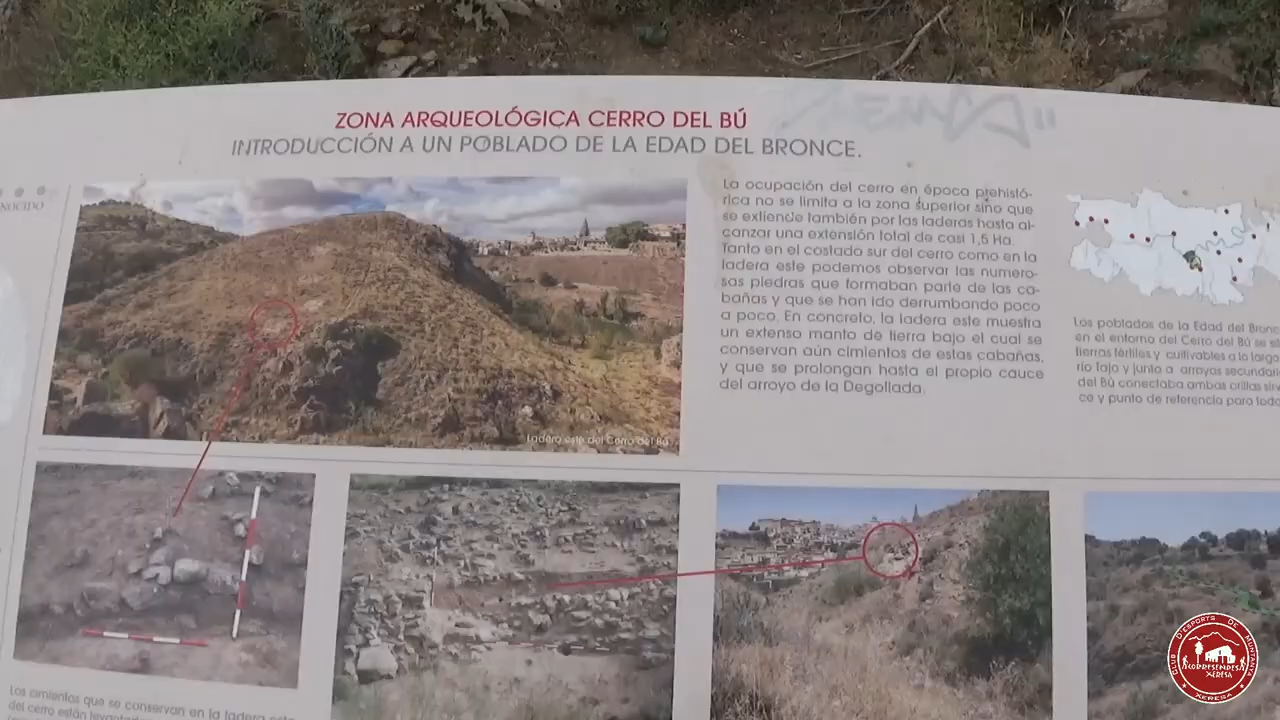 ZONA ARQUEOLÓGICA CERRO DEL BÚ
INTRODUCCIÓN A UN POBLADO DE LA EDAD DEL BRONCE.
La ocupación del cerro en época prehistó-
rica no se limita a la zona superior sino que
se extiende también por las laderas hasta al-
canzar una extensión total de casi 1,5 Ha.
Tanto en el costado sur del cerro como en la
ladera este podemos observar las numero-
sas piedras que formaban parte de las ca-
bañas y que se han ido derrumbando poco
a poco. En concreto, la ladera este muestra
un extenso manto de tierra bajo el cual se
conservan aún cimientos de estas cabañas,
y que se prolongan hasta el propio cauce
del arroyo de la Degollada.
Ladera este del Cerro del Bú
Los poblados de la Edad del Bronc
en el entorno del Cerro del Bú se
tierras fértiles y cultivables a lo largo
río Tajo y junto a arroyos secundari
del Bú conectaba ambas orillas
ce y punto de referencia para todo
Los cimientos que se conservan en la ladera este
del cerro están
CLUB D'ESPORTS DE MUNTANYA
CORRESENDES
XERESA
XERESA